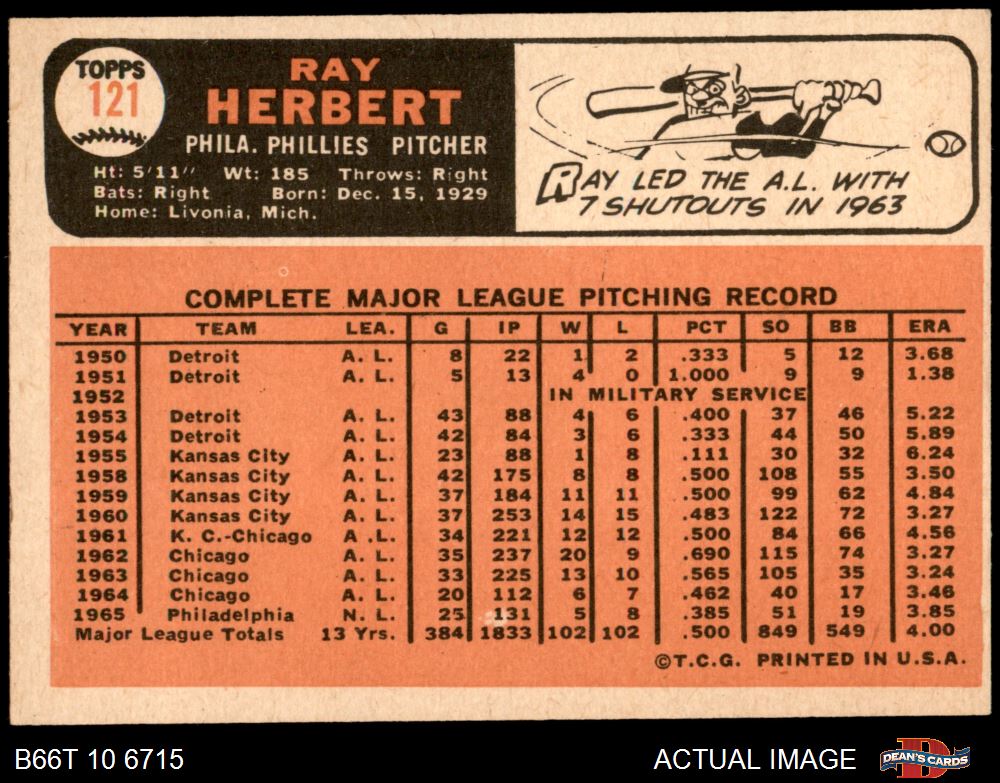 TOPPS
121
RAY
HERBERT
PHILA. PHILLIES PITCHER
Ht: 5'11" Wt: 185 Throws: Right
Bats: Right Born: Dec. 15, 1929
Home: Livonia, Mich.
RAY LED THE A.L. WITH
7 SHUTOUTS IN 1963
COMPLETE MAJOR LEAGUE PITCHING RECORD
YEAR TEAM LEA. G IP W L PCT SO BB ERA
1950 Detroit A. L. 8 22 1 2 .333 5 12 3.68
1951 Detroit A. L. 5 13 4 0 1.000 9 9 1.38
1952 IN MILITARY SERVICE
1953 Detroit A. L. 43 88 4 6 .400 37 46 5.22
1954 Detroit A. L. 42 84 3 6 .333 44 50 5.89
1955 Kansas City A. L. 23 88 1 8 .111 30 32 6.24
1958 Kansas City A. L. 42 175 8 8 .500 108 55 3.50
1959 Kansas City A. L. 37 184 11 11 .500 99 62 4.84
1960 Kansas City A. L. 37 253 14 15 .483 122 72 3.27
1961 K. C.-Chicago A .L. 34 221 12 12 .500 84 66 4.56
1962 Chicago A. L. 35 237 20 9 .690 115 74 3.27
1963 Chicago A. L. 33 225 13 10 .565 105 35 3.24
1964 Chicago A. L. 20 112 6 7 .462 40 17 3.46
1965 Philadelphia N. L. 25 131 5 8 .385 51 19 3.85
Major League Totals 13 Yrs. 384 1833 102 102 .500 849 549 4.00
©T.C.G. PRINTED IN U.S.A.
B66T 10 6715 ACTUAL IMAGE DEAN'S CARDS